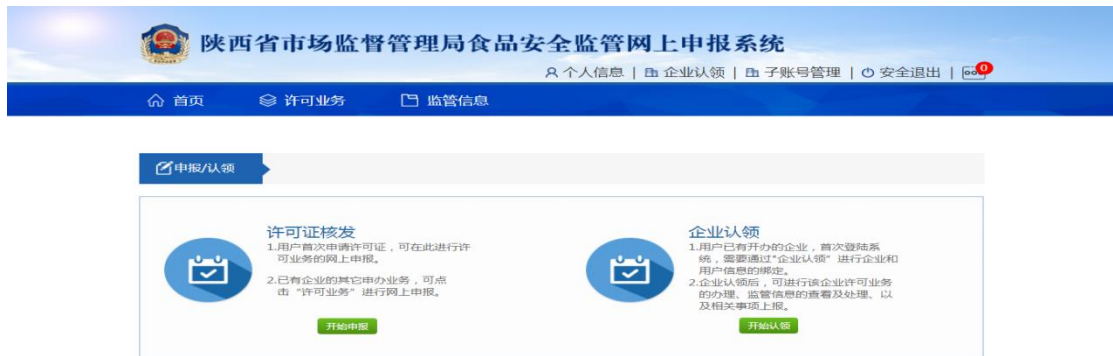 陕西省市场监督管理局食品安全监管网上申报系统
个人信息 | 企业认领 | 子账号管理 | 安全退出 | 0
首页 许可业务 监管信息
申报/认领
许可证核发
1.用户首次申请许可证，可在此进行许
可业务的网上申报。
2.已有企业的其它申办业务，可点
击“许可业务”进行网上申报。
开始申报
企业认领
1.用户已有开办的企业，首次登陆系
统，需要通过“企业认领”进行企业和
用户信息的绑定。
2.企业认领后，可进行该企业许可业务
的办理、监管信息的查看及处理、以
及相关事项上报。
开始认领